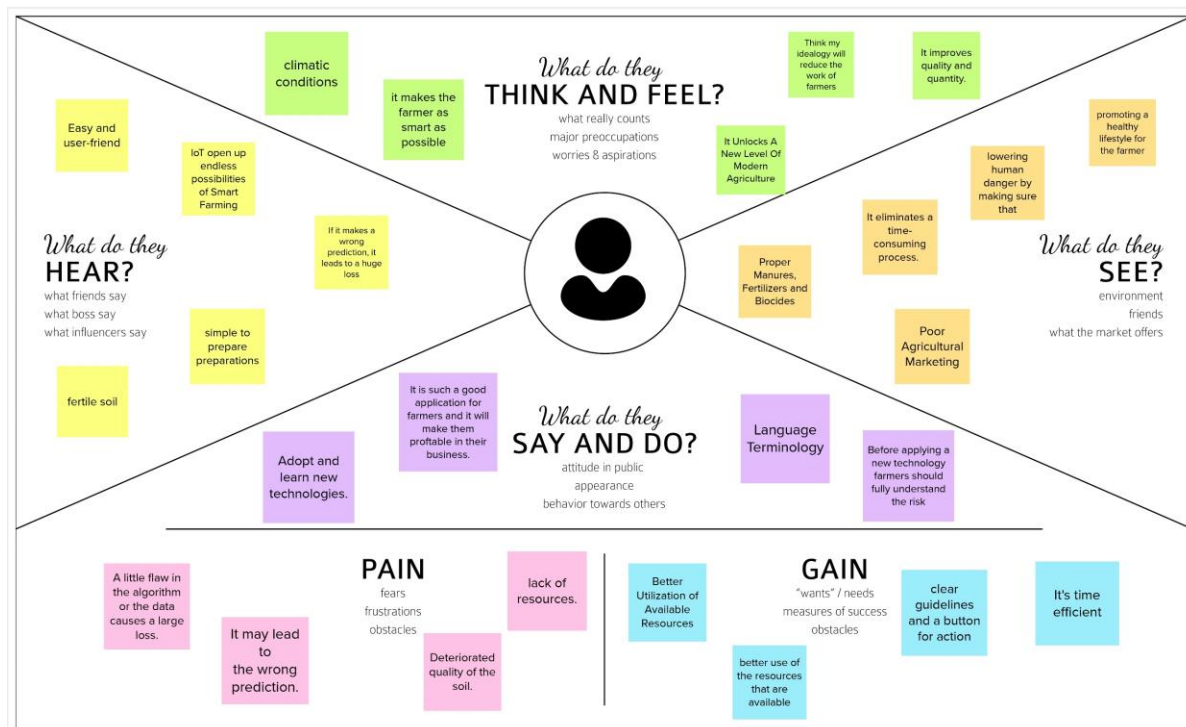 What do they
THINK AND FEEL?
what really counts
major preoccupations
worries & aspirations
climatic
conditions
it makes the
farmer as
smart as
possible
Think my
idealogy will
reduce the
work of
farmers
It improves
quality and
quantity.
It Unlocks A
New Level Of
Modern
Agriculture
What do they
HEAR?
what friends say
what boss say
what influencers say
Easy and
user-friend
IoT open up
endless
possibilities
of Smart
Farming
If it makes a
wrong
prediction, it
leads to a huge
loss
simple to
prepare
preparations
fertile soil
What do they
SEE?
environment
friends
what the market offers
promoting a
healthy
lifestyle for
the farmer
lowering
human
danger by
making sure
that
It eliminates a
time-
consuming
process.
Proper
Manures,
Fertilizers and
Biocides
Poor
Agricultural
Marketing
What do they
SAY AND DO?
attitude in public
appearance
behavior towards others
It is such a good
application for
farmers and it will
make them
proftable in their
business.
Adopt and
learn new
technologies.
Language
Terminology
Before applying a
new technology
farmers should
fully understand
the risk
PAIN
fears
frustrations
obstacles
A little flaw in
the algorithm
or the data
causes a large
loss.
It may lead
to
the wrong
prediction.
lack of
resources.
Deteriorated
quality of the
soil.
GAIN
"wants" / needs
measures of success
obstacles
Better
Utilization of
Available
Resources
better use of
the resources
that are
available
clear
guidelines
and a button
for action
It's time
efficient